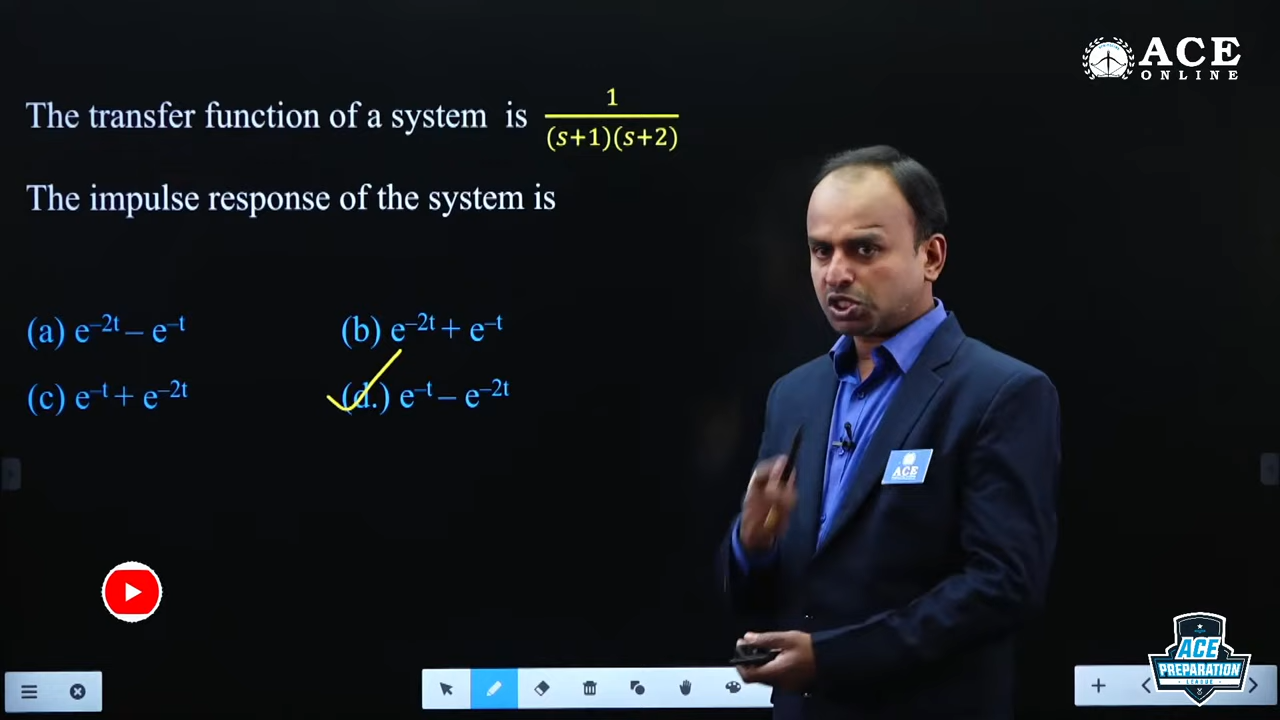 ACE
ONLINE
The transfer function of a system is 1/(s+1)(s+2)
The impulse response of the system is
(a) e⁻²ᵗ – e⁻ᵗ
(b) e⁻²ᵗ + e⁻ᵗ
(c) e⁻ᵗ + e⁻²ᵗ
(d.) e⁻ᵗ – e⁻²ᵗ
ACE
ACE
PREPARATION
LEAGUE